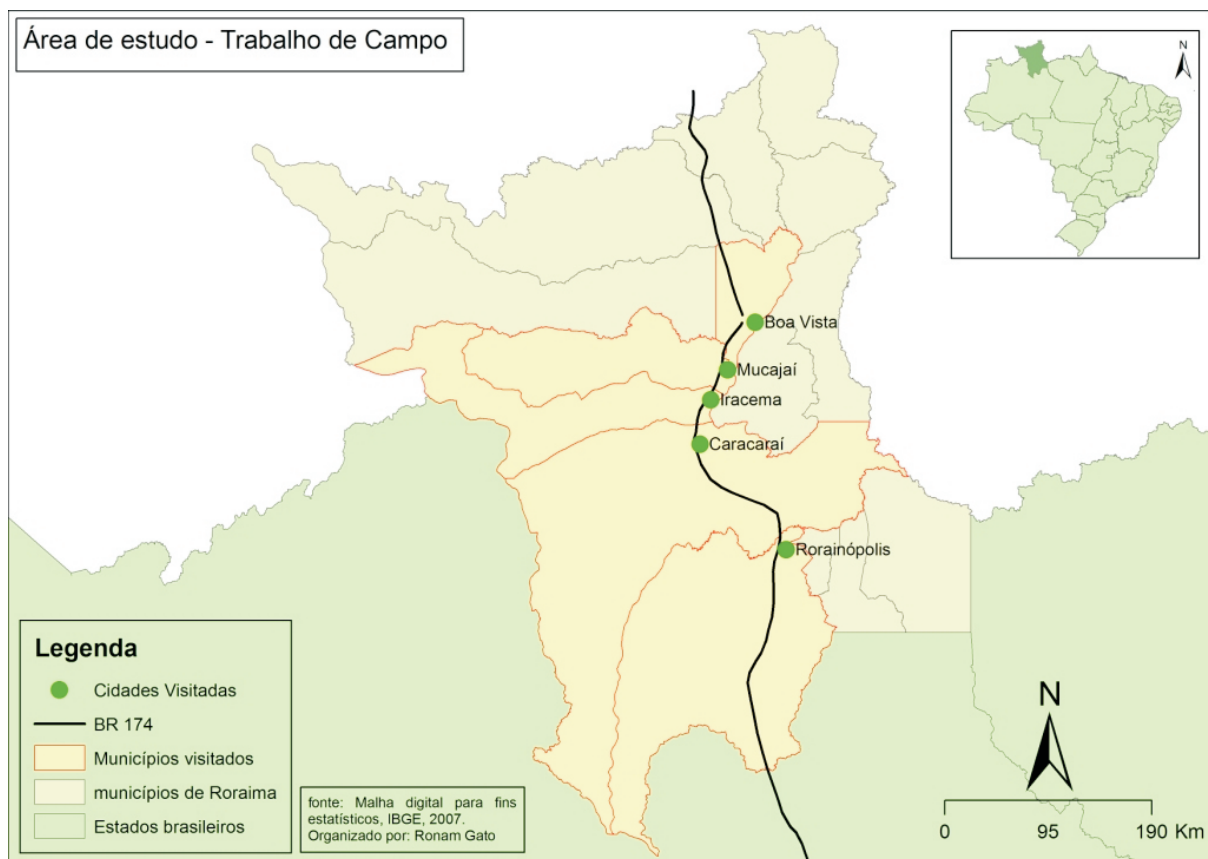 Área de estudo - Trabalho de Campo
N
Boa Vista
Mucajaí
Iracema
Caracaraí
Rorainópolis
Legenda
Cidades Visitadas
BR 174
Municípios visitados
municípios de Roraima
Estados brasileiros
fonte: Malha digital para fins
estatísticos, IBGE, 2007.
Organizado por: Ronam Gato
N
0 95 190 Km